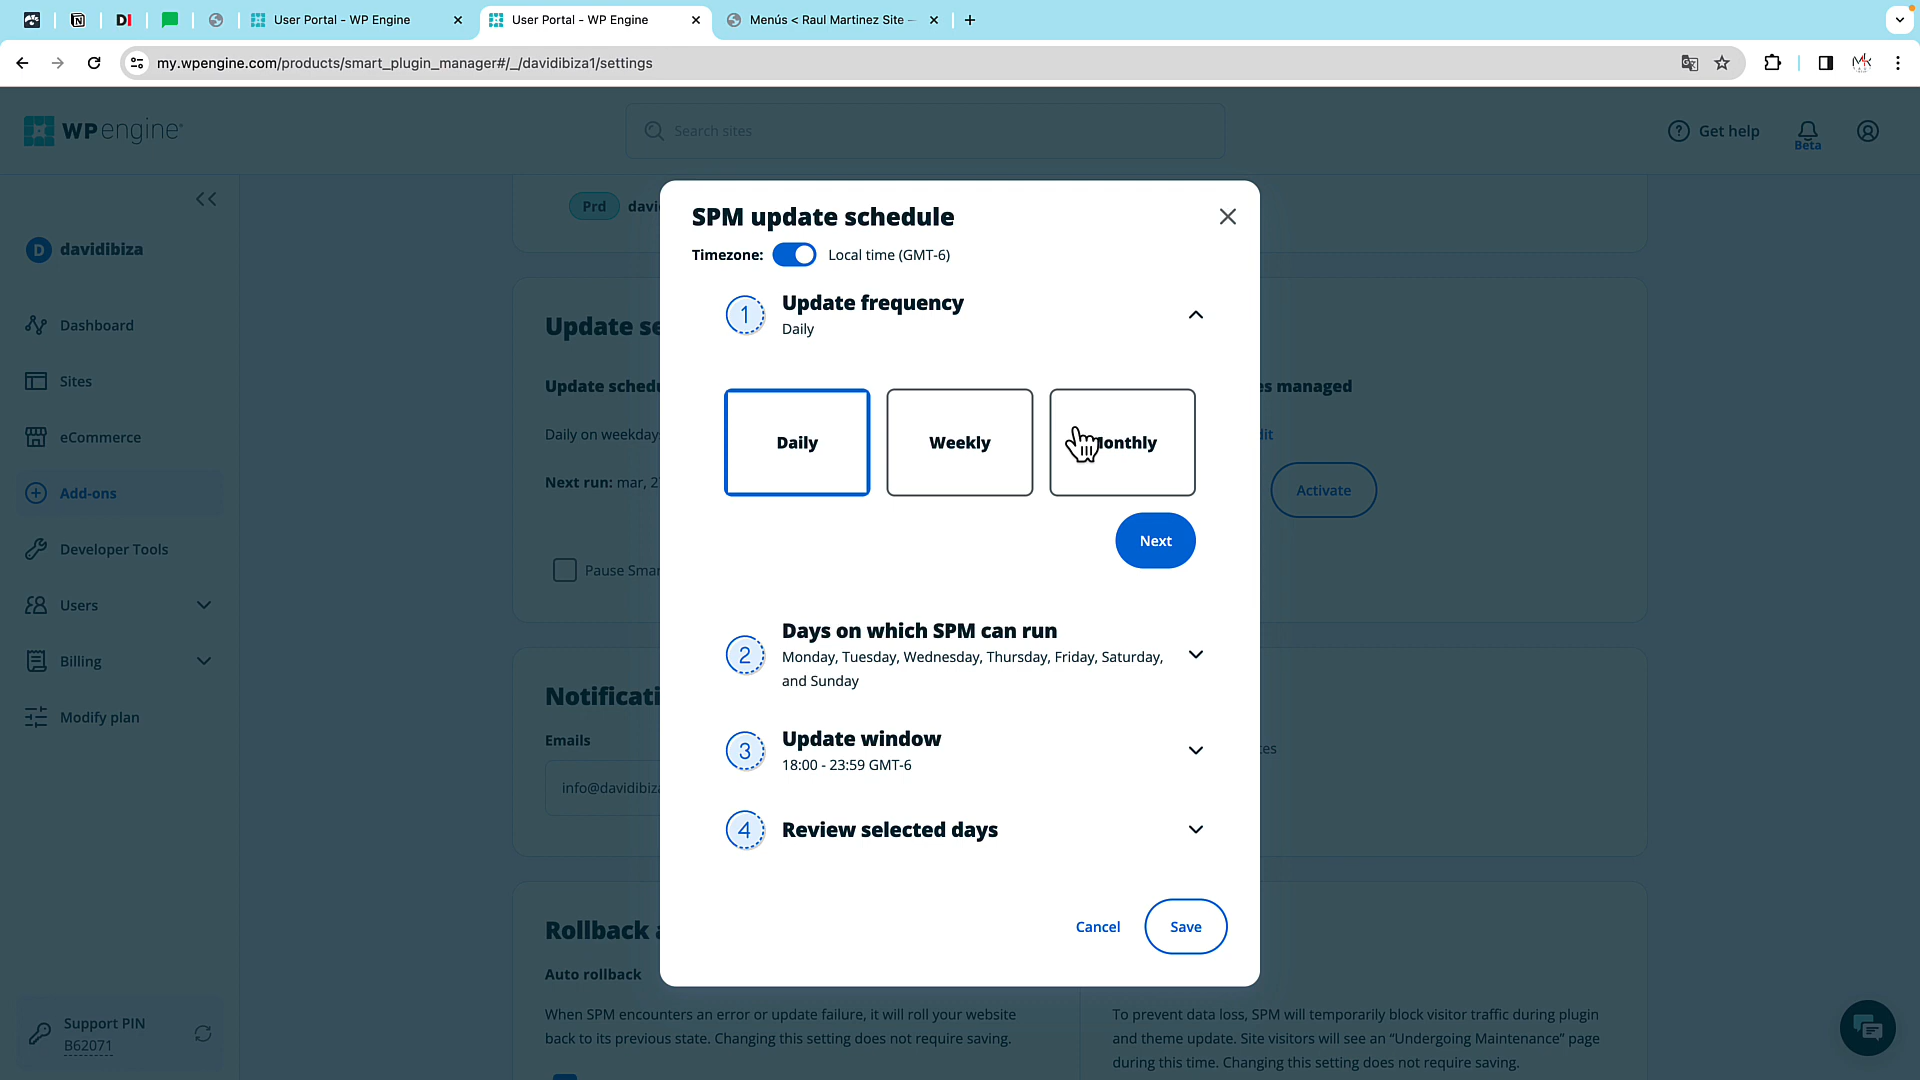 DI
User Portal - WP Engine
User Portal - WP Engine
Menús < Raul Martinez Site —
my.wpengine.com/products/smart_plugin_manager#/_/davidibiza1/settings
WP engine
Search sites
Get help
Beta
D davidibiza
Dashboard
Sites
eCommerce
Add-ons
Developer Tools
Users
Billing
Modify plan
Support PIN
B62071
Prd
Update schedu
Daily on weekday
Next run: mar,
Pause
Emails
info@davidibiza
Rollback
Auto rollback
When SPM encounters an error or update failure, it will roll your website
back to its previous state. Changing this setting does not require saving.
managed
Activate
To prevent data loss, SPM will temporarily block visitor traffic during plugin
and theme update. Site visitors will see an “Undergoing Maintenance” page
during this time. Changing this setting does not require saving.
SPM update schedule
Timezone: Local time (GMT-6)
1 Update frequency
Daily
Daily
Weekly
onthly
Next
2 Days on which SPM can run
Monday, Tuesday, Wednesday, Thursday, Friday, Saturday,
and Sunday
3 Update window
18:00 - 23:59 GMT-6
4 Review selected days
Cancel
Save